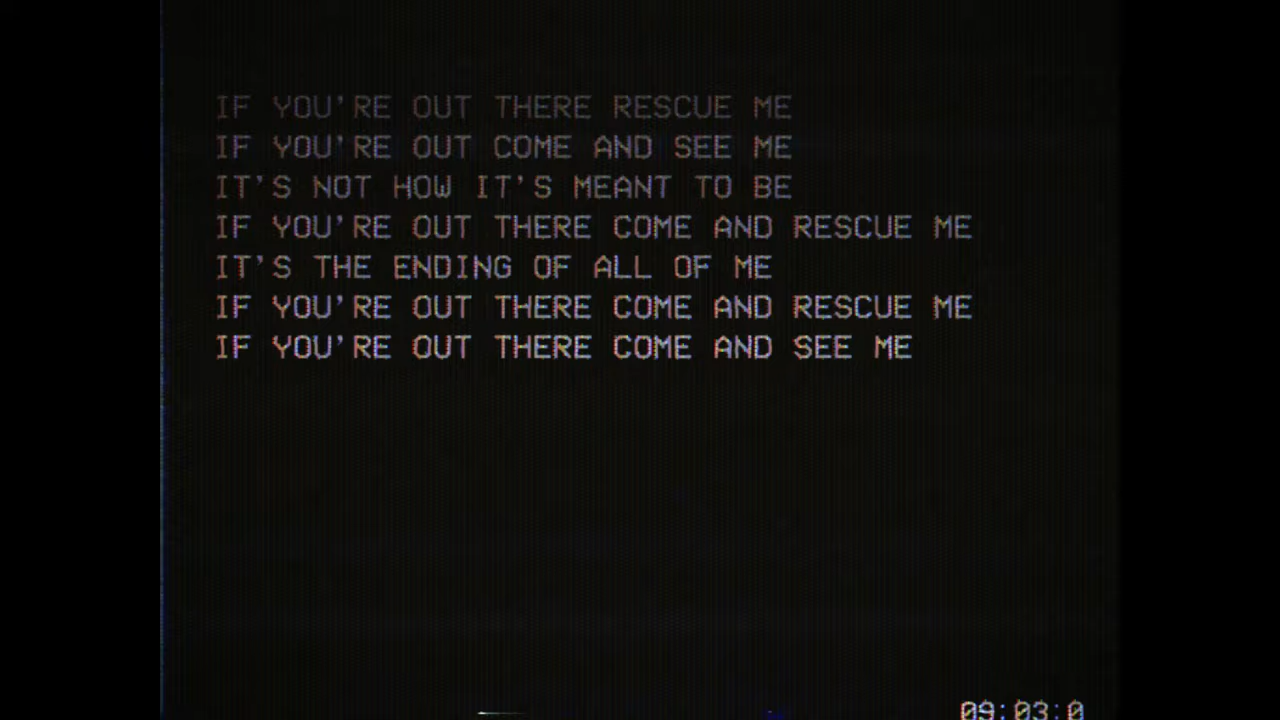 IF YOU'RE OUT THERE RESCUE ME
IF YOU'RE OUT COME AND SEE ME
IT'S NOT HOW IT'S MEANT TO BE
IF YOU'RE OUT THERE COME AND RESCUE ME
IT'S THE ENDING OF ALL OF ME
IF YOU'RE OUT THERE COME AND RESCUE ME
IF YOU'RE OUT THERE COME AND SEE ME
09:03:0